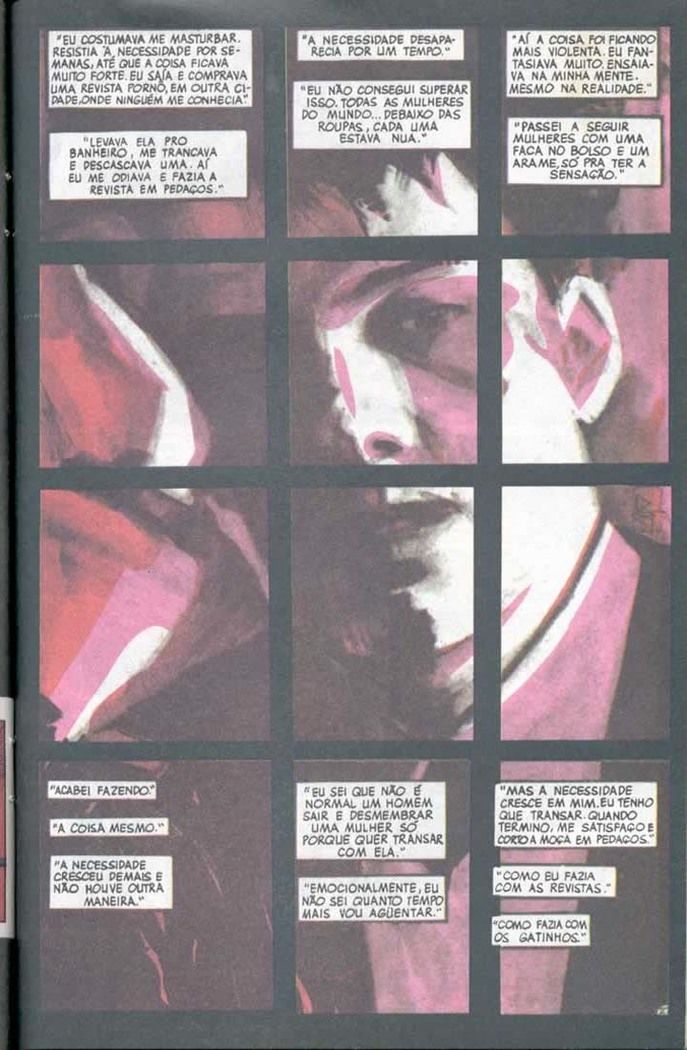 "EU COSTUMAVA ME MASTURBAR.
RESISTIA À NECESSIDADE POR SE-
MANAS, ATÉ QUE A COISA FICAVA
MUITO FORTE. EU SAÍA E COMPRAVA
UMA REVISTA PORNÔ, EM OUTRA CI-
DADE, ONDE NINGUÉM ME CONHECIA."
"LEVAVA ELA PRO
BANHEIRO, ME TRANCAVA
E DESCASCAVA UMA. AÍ
EU ME ODIAVA E FAZIA A
REVISTA EM PEDAÇOS."
"A NECESSIDADE DESAPA-
RECIA POR UM TEMPO."
"EU NÃO CONSEGUI SUPERAR
ISSO. TODAS AS MULHERES
DO MUNDO... DEBAIXO DAS
ROUPAS, CADA UMA
ESTAVA NUA."
"AÍ A COISA FOI FICANDO
MAIS VIOLENTA. EU FAN-
TASIAVA MUITO. ENSAIA-
VA NA MINHA MENTE.
MESMO NA REALIDADE."
"PASSEI A SEGUIR
MULHERES COM UMA
FACA NO BOLSO E UM
ARAME, SÓ PRA TER A
SENSAÇÃO."
"ACABEI FAZENDO."
"A COISA MESMO."
"A NECESSIDADE
CRESCEU DEMAIS E
NÃO HOUVE OUTRA
MANEIRA."
"EU SEI QUE NÃO É
NORMAL UM HOMEM
SAIR E DESMEMBRAR
UMA MULHER SÓ
PORQUE QUER TRANSAR
COM ELA."
"EMOCIONALMENTE, EU
NÃO SEI QUANTO TEMPO
MAIS VOU AGÜENTAR."
"MAS A NECESSIDADE
CRESCE EM MIM. EU TENHO
QUE TRANSAR. QUANDO
TERMINO, ME SATISFAÇO E
CORTO A MOÇA EM PEDAÇOS."
"COMO EU FAZIA
COM AS REVISTAS."
"COMO FAZIA COM
OS GATINHOS."